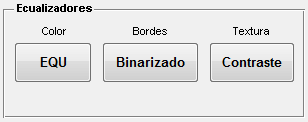 Ecualizadores
Color Bordes Textura
EQU Binarizado Contraste